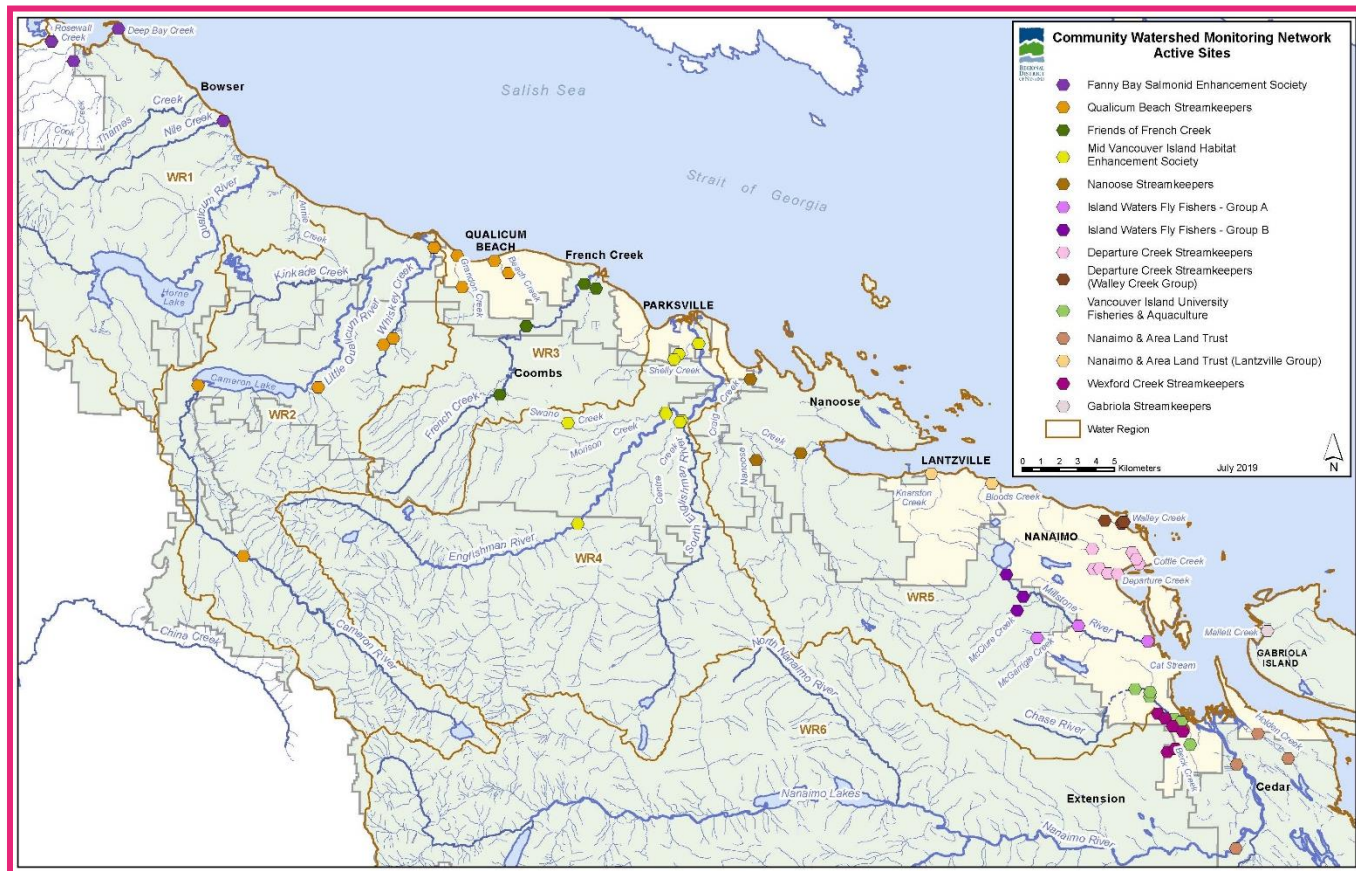 Community Watershed Monitoring Network
Active Sites
REGIONAL
DISTRICT
OF NANAIMO
Fanny Bay Salmonid Enhancement Society
Qualicum Beach Streamkeepers
Friends of French Creek
Mid Vancouver Island Habitat
Enhancement Society
Nanoose Streamkeepers
Island Waters Fly Fishers - Group A
Island Waters Fly Fishers - Group B
Departure Creek Streamkeepers
Departure Creek Streamkeepers
(Walley Creek Group)
Vancouver Island University
Fisheries & Aquaculture
Nanaimo & Area Land Trust
Nanaimo & Area Land Trust (Lantzville Group)
Wexford Creek Streamkeepers
Gabriola Streamkeepers
Water Region
0 1 2 3 4 5
Kilometers
July 2019
N
Rosewall
Creek
Deep Bay Creek
Bowser
Salish Sea
Cook
Creek
Thames Creek
Nile Creek
WR1
Strait of Georgia
Qualicum River
Annie
Creek
QUALICUM
BEACH
French Creek
Kinkade Creek
Grandon Creek
Beach Creek
Horne
Lake
Little Qualicum River
Whiskey Creek
PARKSVILLE
WR3
Coombs
Shelly Creek
Cameron Lake
WR2
French Creek
Swane Creek
Craig Creek
Nanoose
Morison Creek
Centre Creek
South Englishman River
Nanoose Creek
LANTZVILLE
Knarston
Creek
Bloods Creek
Walley Creek
Englishman River
WR4
NANAIMO
Cottle Creek
Departure Creek
WR5
Millstone River
Cameron River
China Creek
McClure Creek
McGarrigle Creek
Mallett Creek
GABRIOLA
ISLAND
North Nanaimo River
Cat Stream
Chase River
WR6
Holden Creek
Beck Creek
Nanaimo Lakes
Extension
Cedar
Nanaimo River